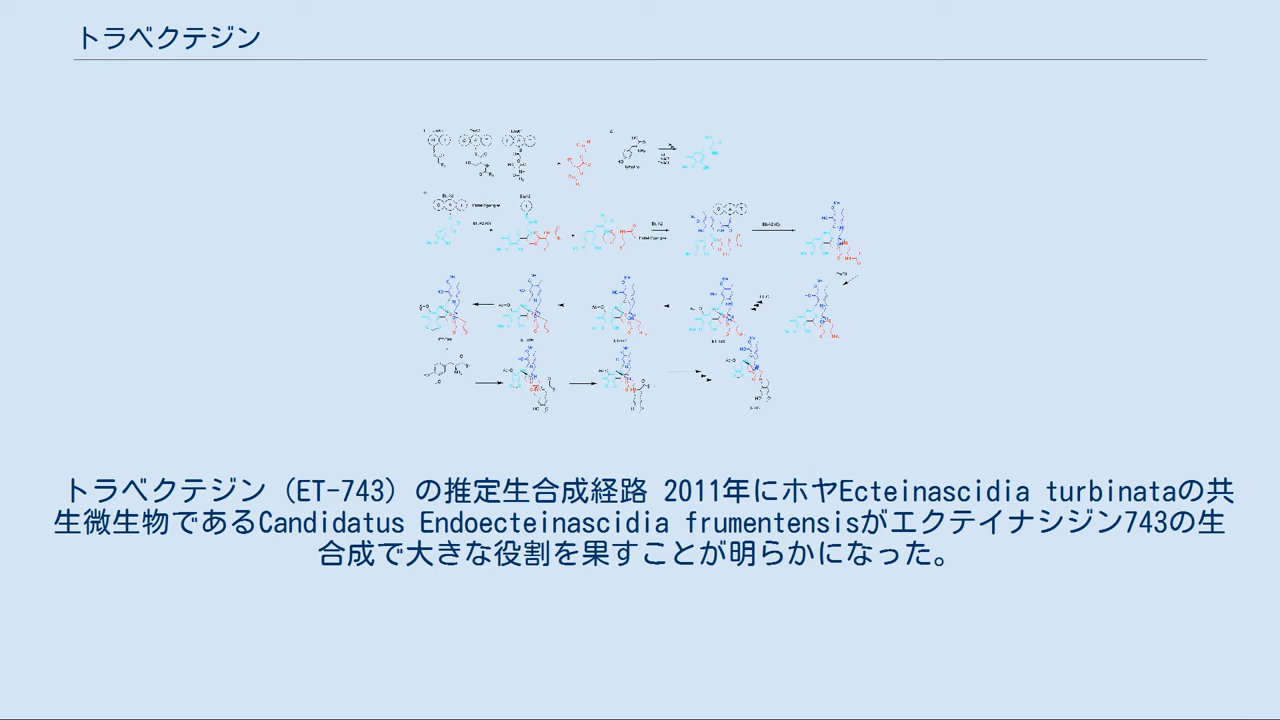 トラベクテジン
トラベクテジン（ET-743）の推定生合成経路 2011年にホヤEcteinascidia turbinataの共
生微生物であるCandidatus Endoecteinascidia frumentensisがエクテイナシジン743の生
合成で大きな役割を果すことが明らかになった。